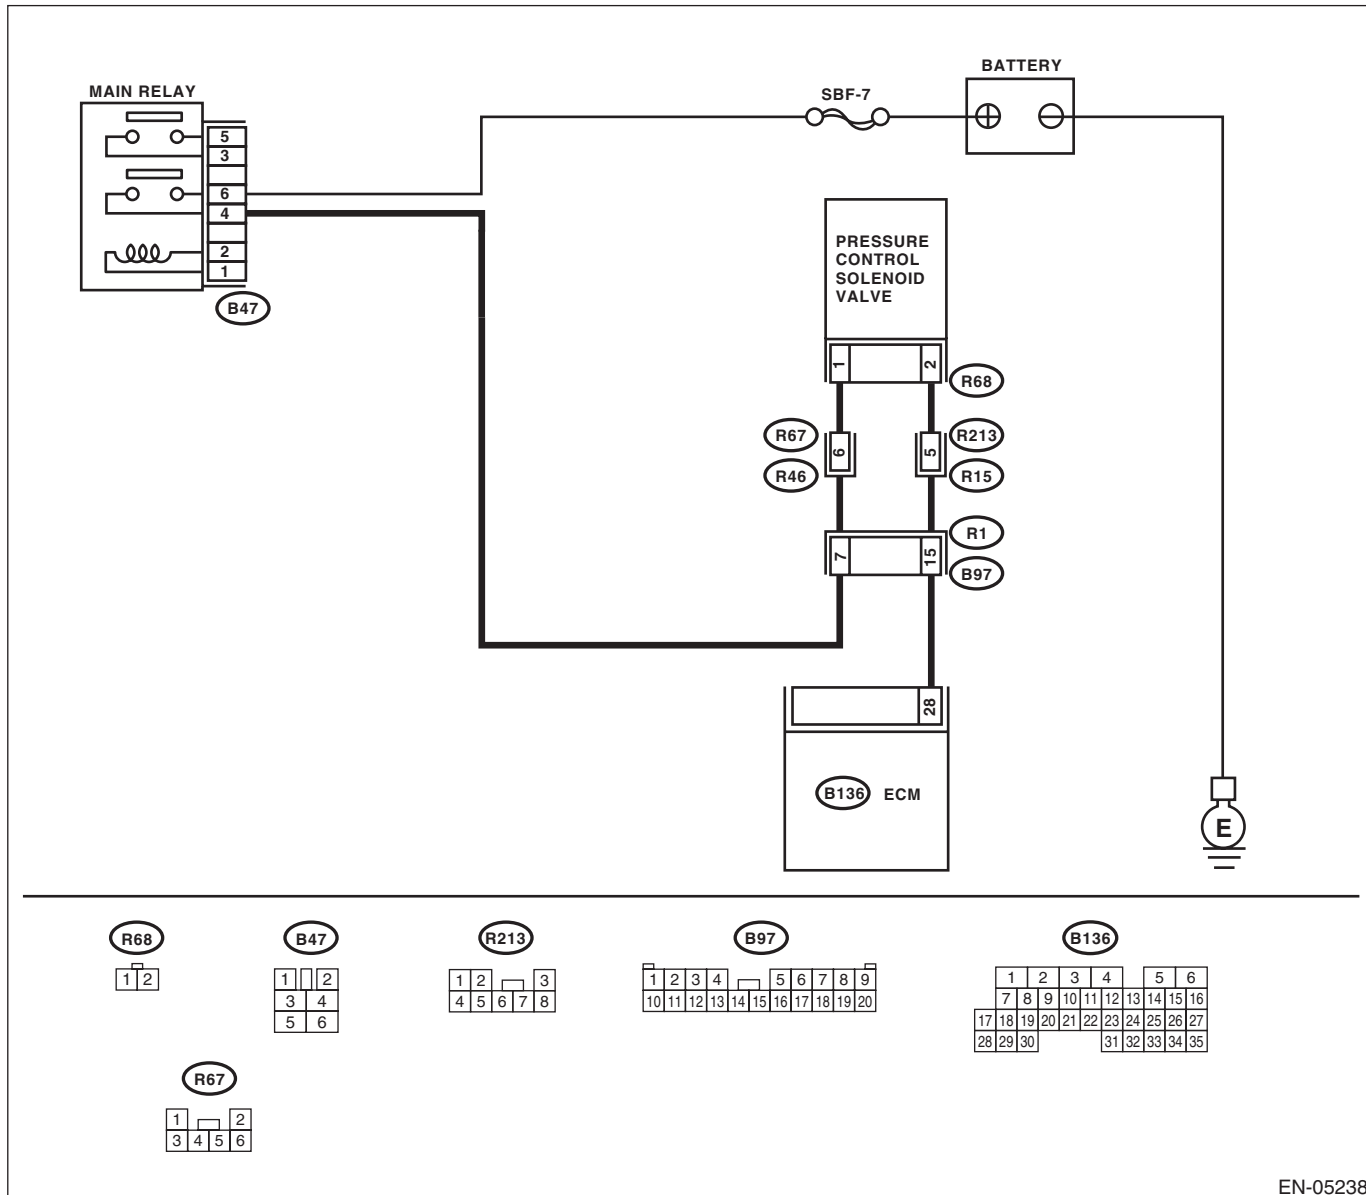 BATTERY
SBF-7
MAIN RELAY
5
3
6
4
2
1
B47
PRESSURE
CONTROL
SOLENOID
VALVE
1 2
R68
R67 6 5 R213
R46 R15
R1
7 15
B97
28
B136 ECM
E
R68 B47 R213 B97 B136
1 2
1 2
3 4
5 6
1 2 3
4 5 6 7 8
1 2 3 4 5 6 7 8 9
10 11 12 13 14 15 16 17 18 19 20
1 2 3 4 5 6
7 8 9 10 11 12 13 14 15 16
17 18 19 20 21 22 23 24 25 26 27
28 29 30 31 32 33 34 35
R67
1 2
3 4 5 6
EN-05238